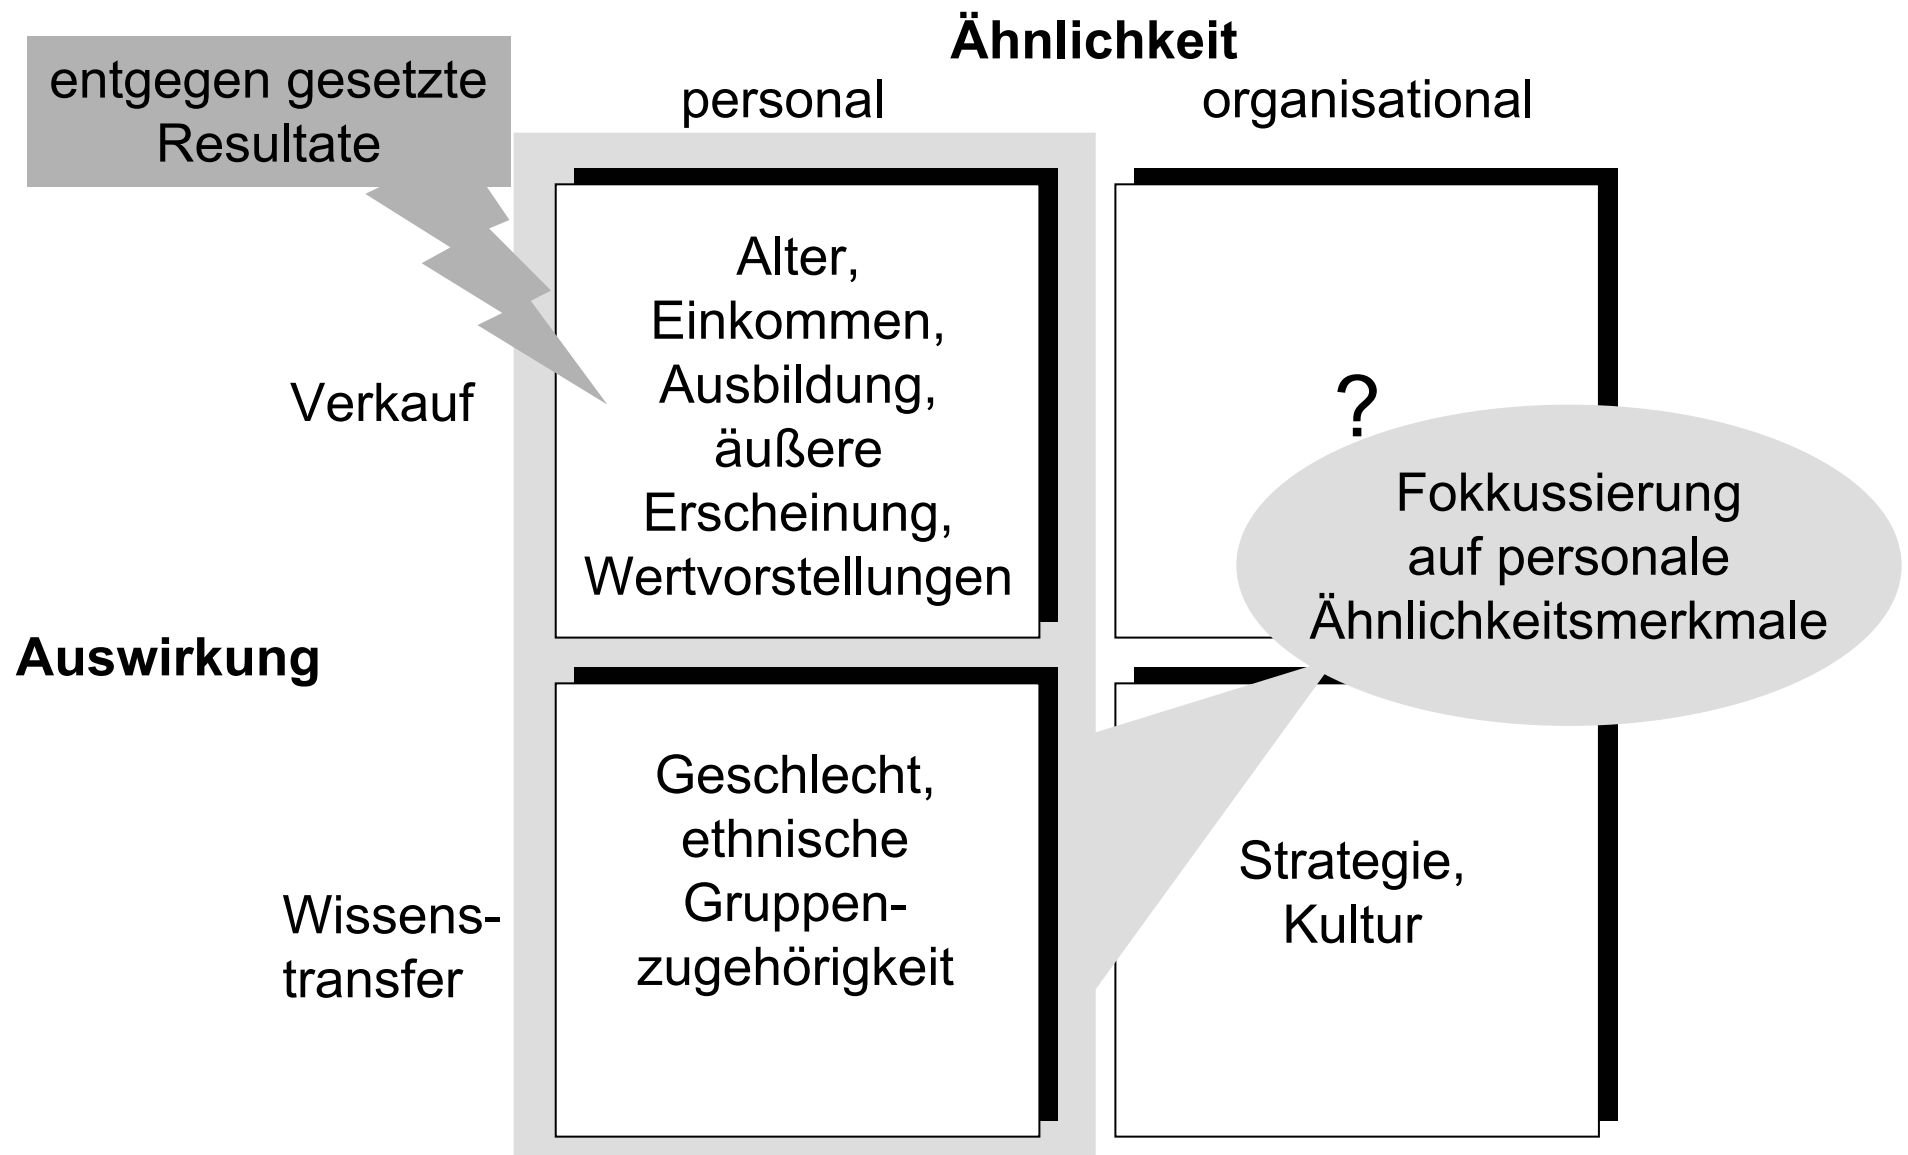 Ähnlichkeit
entgegen gesetzte
Resultate
personal
organisational
Verkauf
Alter,
Einkommen,
Ausbildung,
äußere
Erscheinung,
Wertvorstellungen
?
Fokkussierung
auf personale
Ähnlichkeitsmerkmale
Auswirkung
Wissens-
transfer
Geschlecht,
ethnische
Gruppen-
zugehörigkeit
Strategie,
Kultur